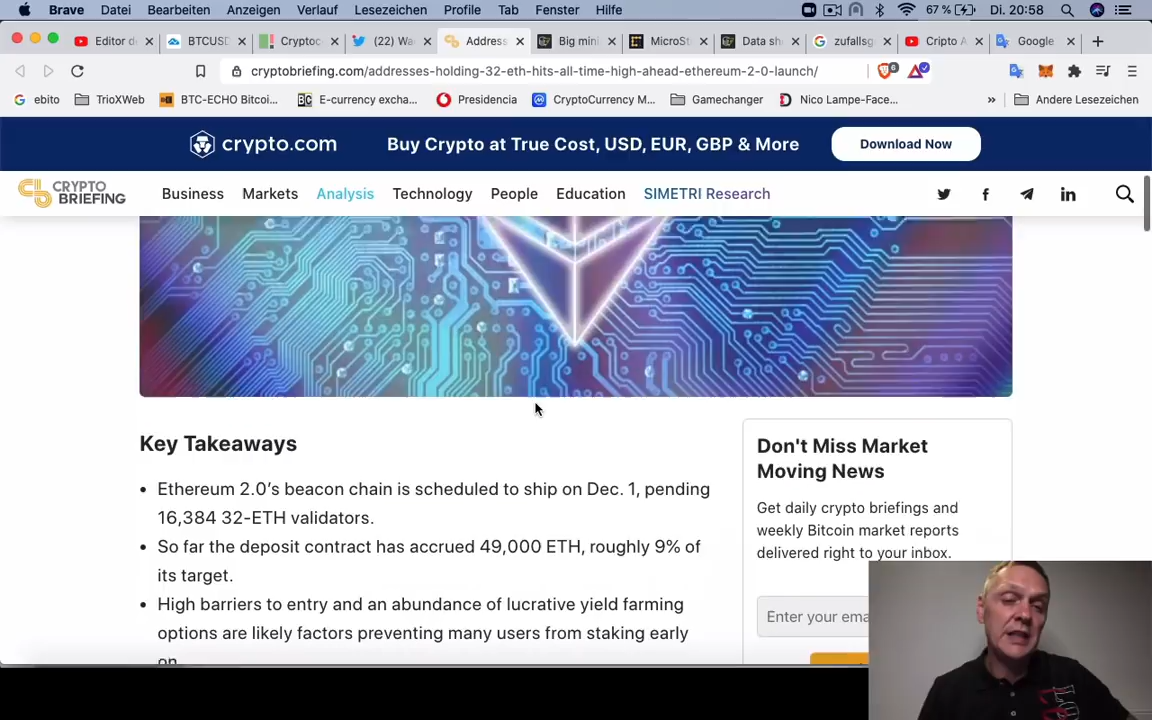 Brave Datei Bearbeiten Anzeigen Verlauf Lesezeichen Profile Tab Fenster Hilfe 67 % Di. 20:58
Editor d BTCUSD Cryptoc (22) Wa Address Big mini MicroSt Data sh zufallsg Cripto A Google
cryptobriefing.com/addresses-holding-32-eth-hits-all-time-high-ahead-ethereum-2-0-launch/
ebito TrioXWeb BTC-ECHO Bitcoi... E-currency excha... Presidencia CryptoCurrency M... Gamechanger Nico Lampe-Face... » Andere Lesezeichen
crypto.com Buy Crypto at True Cost, USD, EUR, GBP & More Download Now
CRYPTO BRIEFING Business Markets Analysis Technology People Education SIMETRI Research
Key Takeaways
• Ethereum 2.0's beacon chain is scheduled to ship on Dec. 1, pending
16,384 32-ETH validators.
• So far the deposit contract has accrued 49,000 ETH, roughly 9% of
its target.
• High barriers to entry and an abundance of lucrative yield farming
options are likely factors preventing many users from staking early
on.
Don't Miss Market
Moving News
Get daily crypto briefings and
weekly Bitcoin market reports
delivered right to your inbox.
Enter your ema